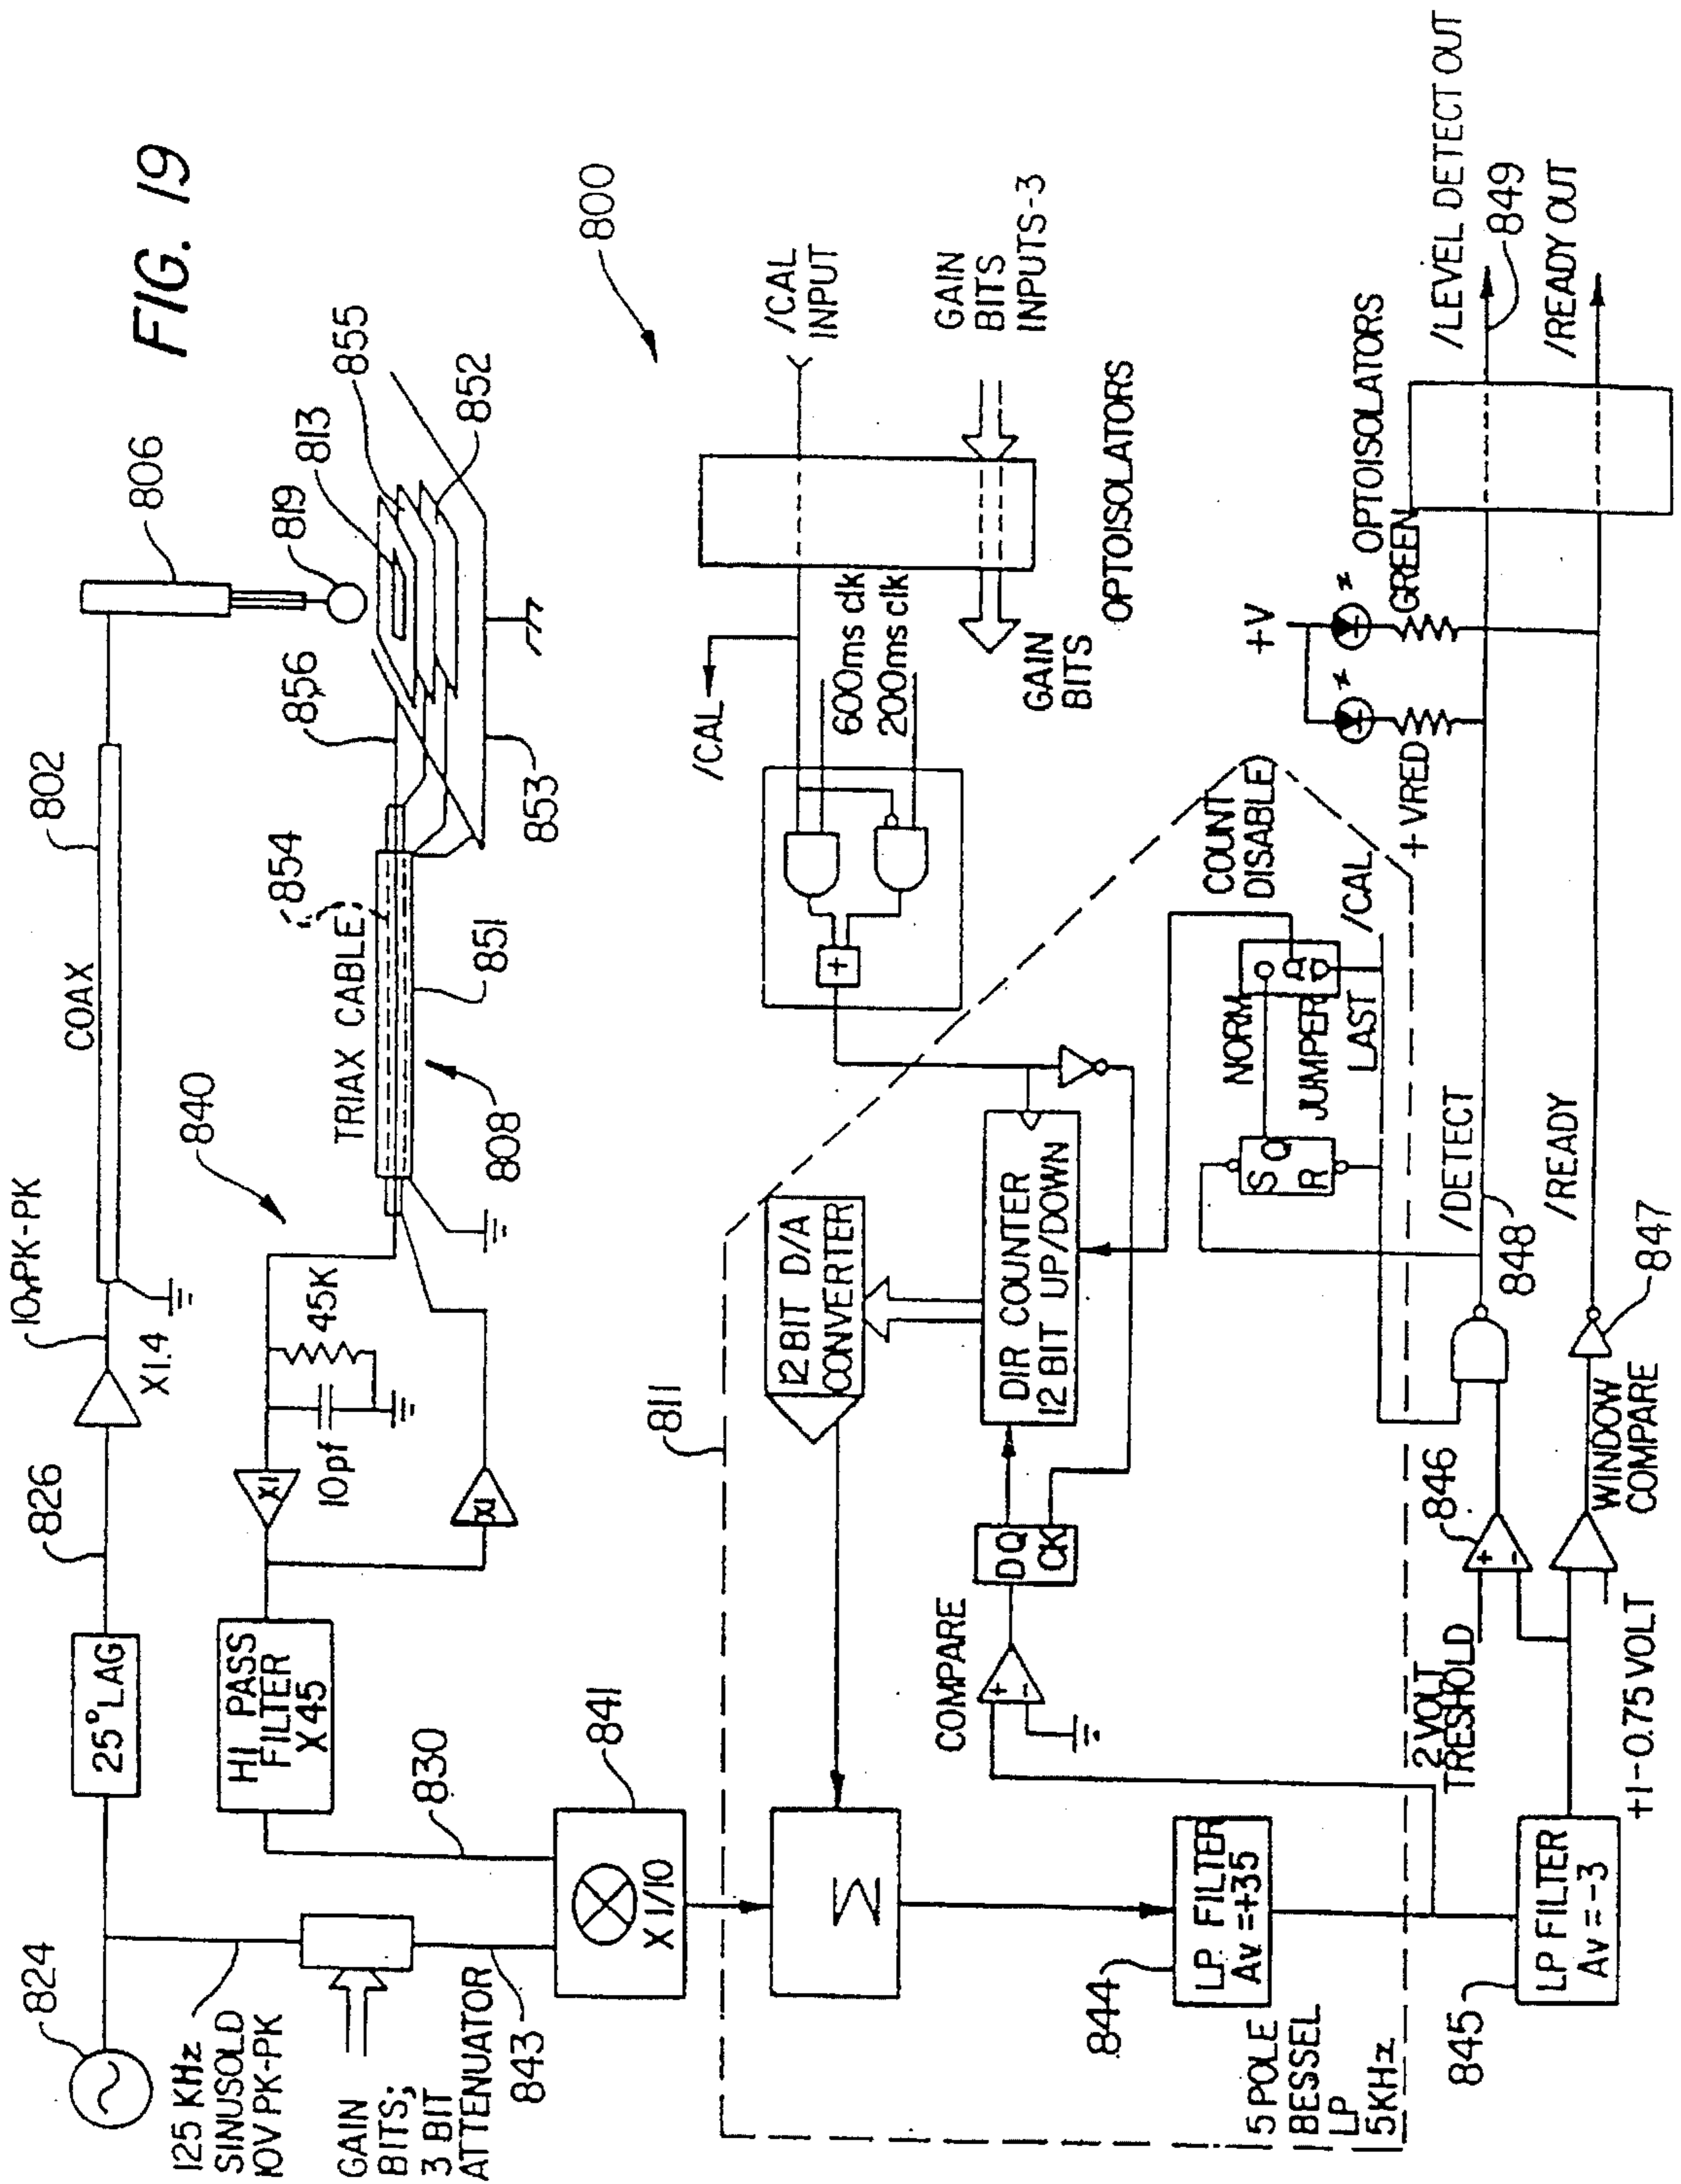 FIG. 19
824
125 KHz
SINUSOLD
10V PK-PK
25° LAG
826
X1.4
10vPK-PK
COAX
802
806
819
813
855
852
856
853
TRIAX CABLE;
854
851
808
840
45K
10pf
X1
X1
HI PASS
FILTER
X45
830
GAIN
BITS;
3 BIT
ATTENUATOR
843
841
X 1/10
800
/CAL
INPUT
GAIN
BITS
INPUTS-3
OPTOISOLATORS
/CAL
600ms clk
200ms clk
GAIN
BITS
+
811
12 BIT D/A
CONVERTER
Σ
DIR COUNTER
12 BIT UP/DOWN
COMPARE
+
-
D Q
CK
COUNT
DISABLE
NORM
JUMPER
LAST
S Q
R
/CAL
844
LP FILTER
Av =+35
5 POLE
BESSEL
LP
5KHz
845
LP FILTER
Av = -3
2 VOLT
TRESHOLD
+1-0.75 VOLT
846
+
-
WINDOW
COMPARE
847
/DETECT
848
/READY
+VRED
+V
GREEN
OPTOISOLATORS
/LEVEL DETECT OUT
849
/READY OUT